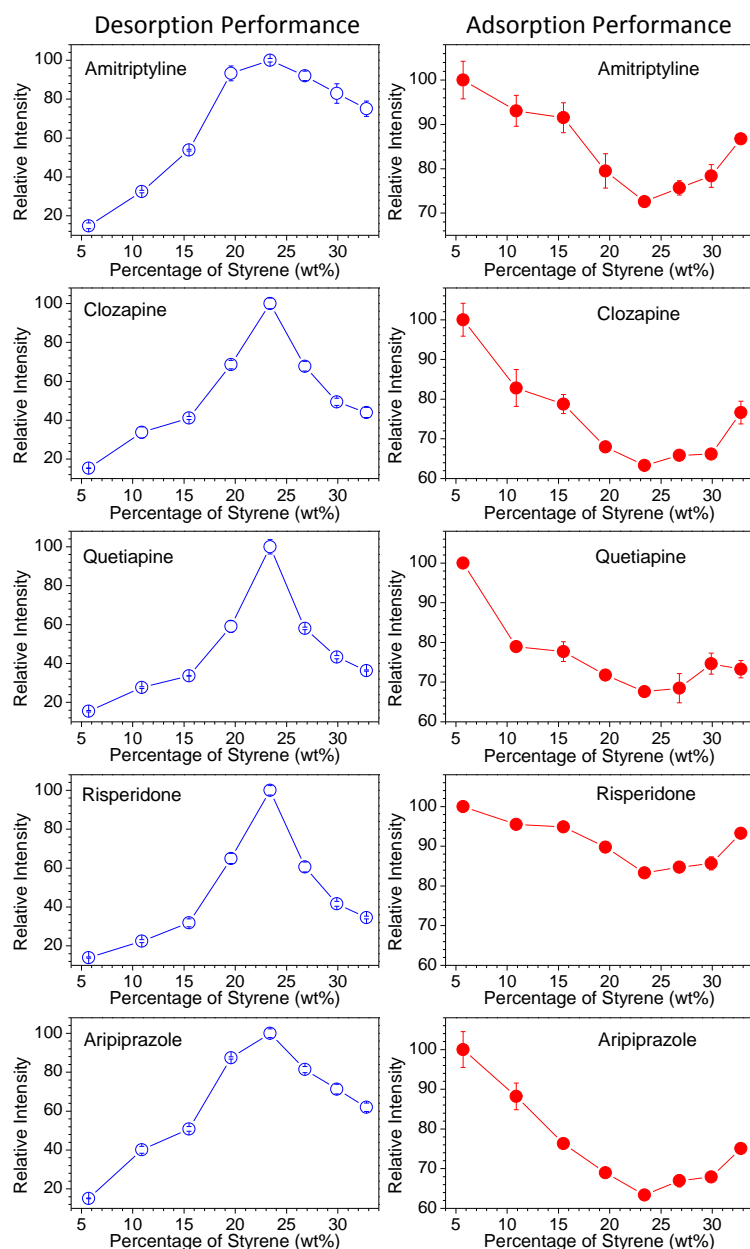 Desorption Performance
Adsorption Performance
Amitriptyline
Relative Intensity
100
80
60
40
20
5 10 15 20 25 30
Percentage of Styrene (wt%)
Amitriptyline
Relative Intensity
100
90
80
70
5 10 15 20 25 30
Percentage of Styrene (wt%)
Clozapine
Relative Intensity
100
80
60
40
20
5 10 15 20 25 30
Percentage of Styrene (wt%)
Clozapine
Relative Intensity
100
90
80
70
60
5 10 15 20 25 30
Percentage of Styrene (wt%)
Quetiapine
Relative Intensity
100
80
60
40
20
5 10 15 20 25 30
Percentage of Styrene (wt%)
Quetiapine
Relative Intensity
100
90
80
70
60
5 10 15 20 25 30
Percentage of Styrene (wt%)
Risperidone
Relative Intensity
100
80
60
40
20
5 10 15 20 25 30
Percentage of Styrene (wt%)
Risperidone
Relative Intensity
100
90
80
70
60
5 10 15 20 25 30
Percentage of Styrene (wt%)
Aripiprazole
Relative Intensity
100
80
60
40
20
5 10 15 20 25 30
Percentage of Styrene (wt%)
Aripiprazole
Relative Intensity
100
90
80
70
60
5 10 15 20 25 30
Percentage of Styrene (wt%)